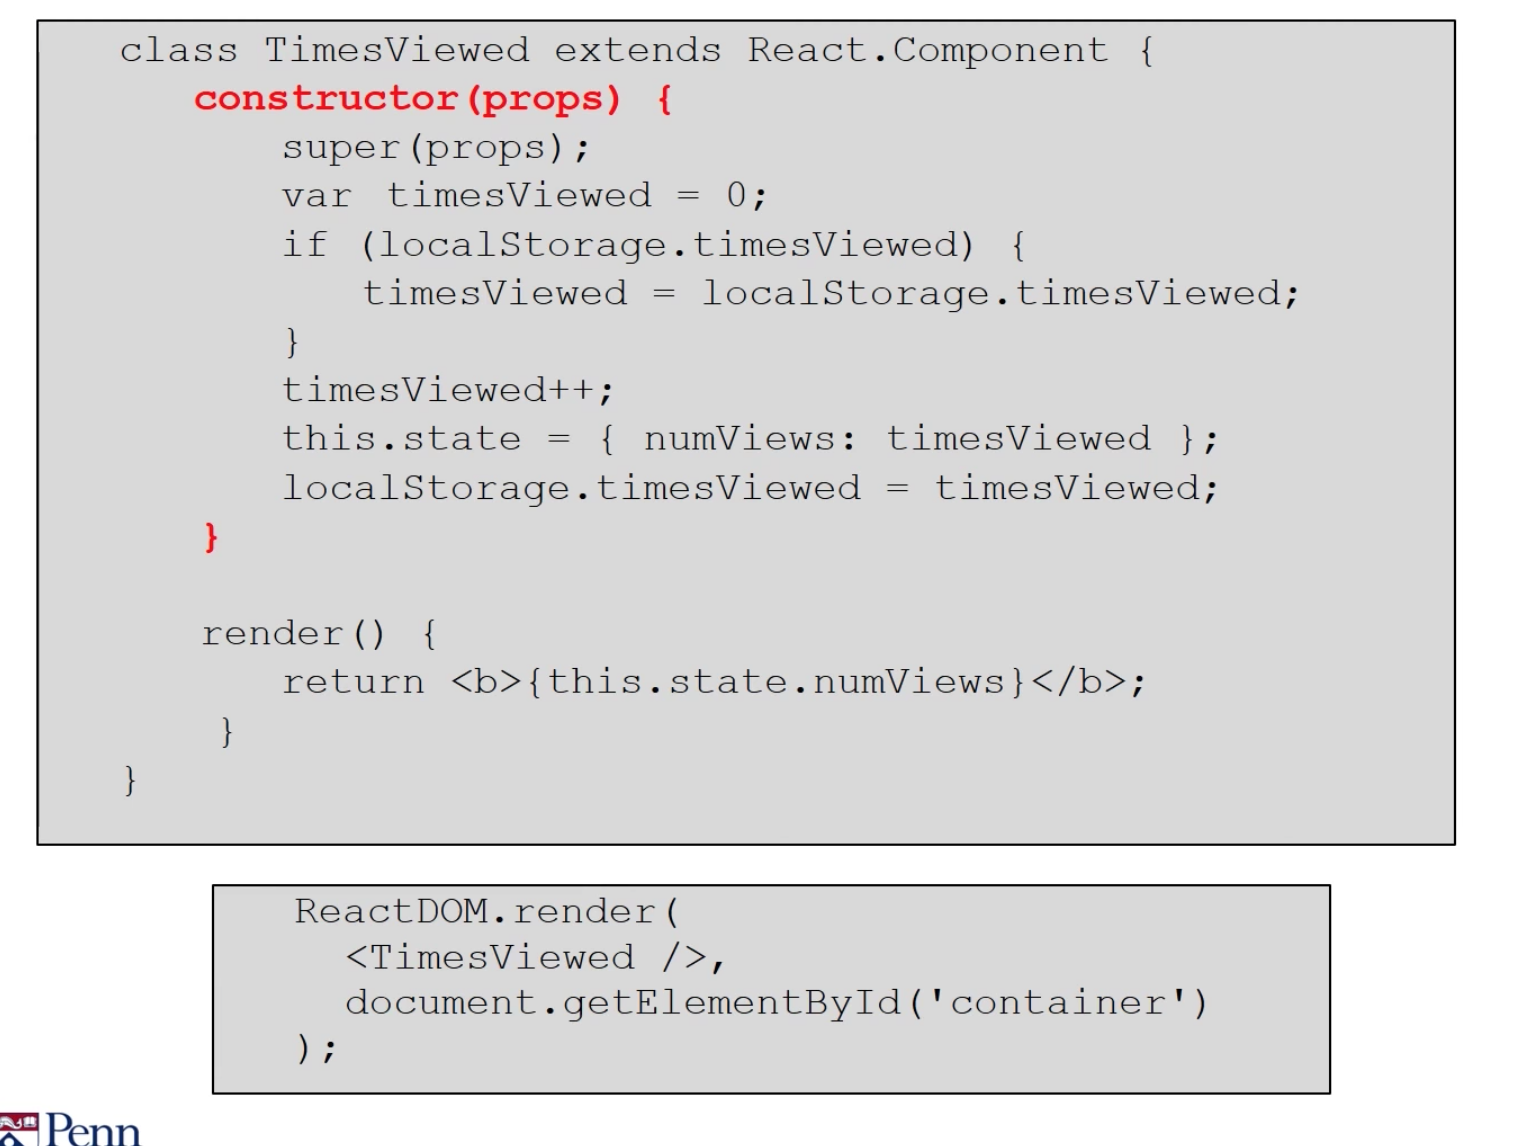 class TimesViewed extends React.Component {
constructor(props) {
super(props);
var timesViewed = 0;
if (localStorage.timesViewed) {
timesViewed = localStorage.timesViewed;
}
timesViewed++;
this.state = { numViews: timesViewed };
localStorage.timesViewed = timesViewed;
}
render() {
return <b>{this.state.numViews}</b>;
}
}
ReactDOM.render(
<TimesViewed />,
document.getElementById('container')
);
Penn